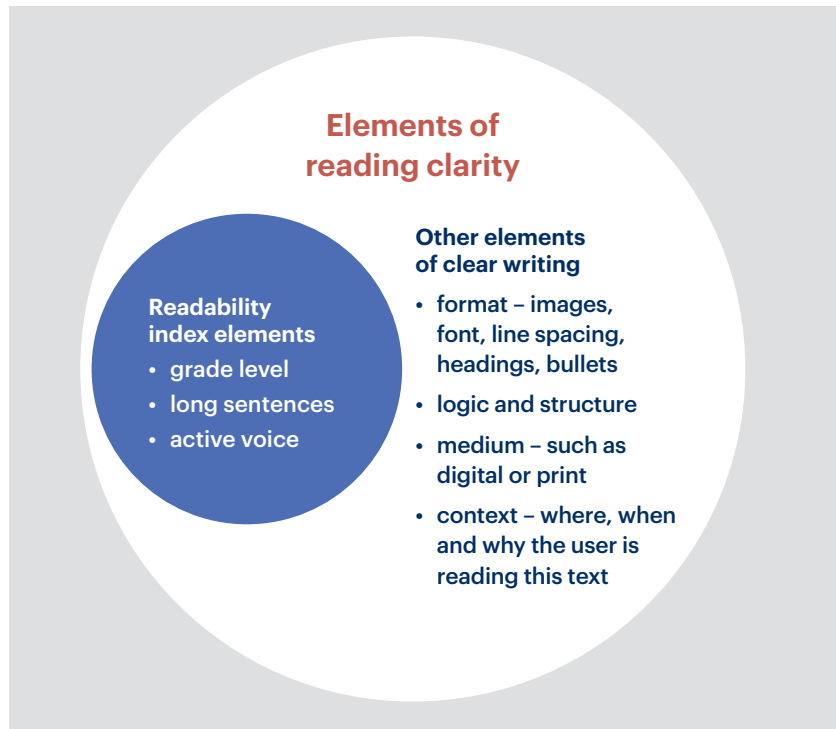 Elements of
reading clarity
Readability
index elements
• grade level
• long sentences
• active voice
Other elements
of clear writing
• format – images,
font, line spacing,
headings, bullets
• logic and structure
• medium – such as
digital or print
• context – where, when
and why the user is
reading this text